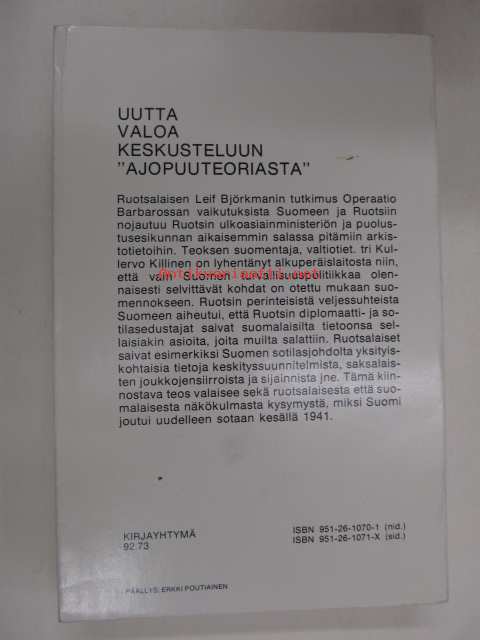 UUTTA
VALOA
KESKUSTELUUN
"AJOPUUTEORIASTA"
Ruotsalaisen Leif Björkmanin tutkimus Operaatio
Barbarossan vaikutuksista Suomeen ja Ruotsiin
nojautuu Ruotsin ulkoasiainministeriön ja puolus-
tusesikunnan aikaisemmin salassa pitämiin arkis-
totietoihin. Teoksen suomentaja, valtiotiet. tri Kul-
lervo Killinen on lyhentänyt alkuperäislaitosta niin,
että vain Suomen turvallisuuspolitiikkaa olen-
naisesti selvittävät kohdat on otettu mukaan suo-
mennokseen. Ruotsin perinteisistä veljessuhteista
Suomeen aiheutui, että Ruotsin diplomaatti- ja so-
tilasedustajat saivat suomalaisilta tietoonsa sel-
laisiakin asioita, joita muilta salattiin. Ruotsalaiset
saivat esimerkiksi Suomen sotilasjohdolta yksityis-
kohtaisia tietoja keskityssuunnitelmista, saksalais-
ten joukkojensiirroista ja sijainnista jne. Tämä kiin-
nostava teos valaisee sekä ruotsalaisesta että suo-
malaisesta näkökulmasta kysymystä, miksi Suomi
joutui uudelleen sotaan kesällä 1941.
KIRJAYHTYMÄ
92.73
ISBN 951-26-1070-1 (nid.)
ISBN 951-26-1071-X (sid.)
PÄÄLLYS: ERKKI POUTIAINEN